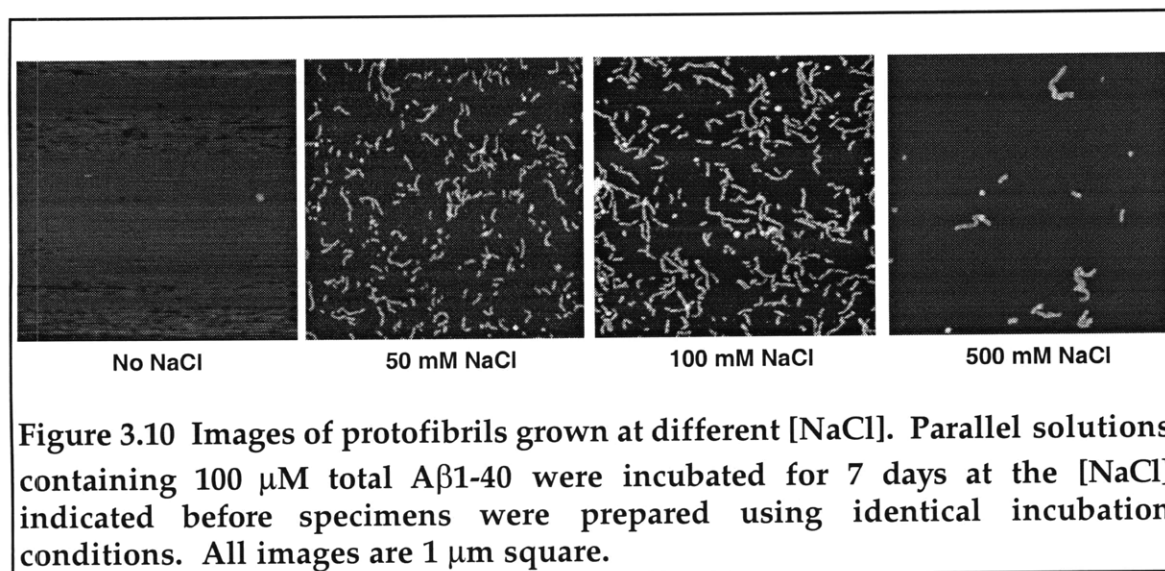 No NaCl 50 mM NaCl 100 mM NaCl 500 mM NaCl
Figure 3.10 Images of protofibrils grown at different [NaCl]. Parallel solutions
containing 100 μM total Aβ1-40 were incubated for 7 days at the [NaCl]
indicated before specimens were prepared using identical incubation
conditions. All images are 1 μm square.